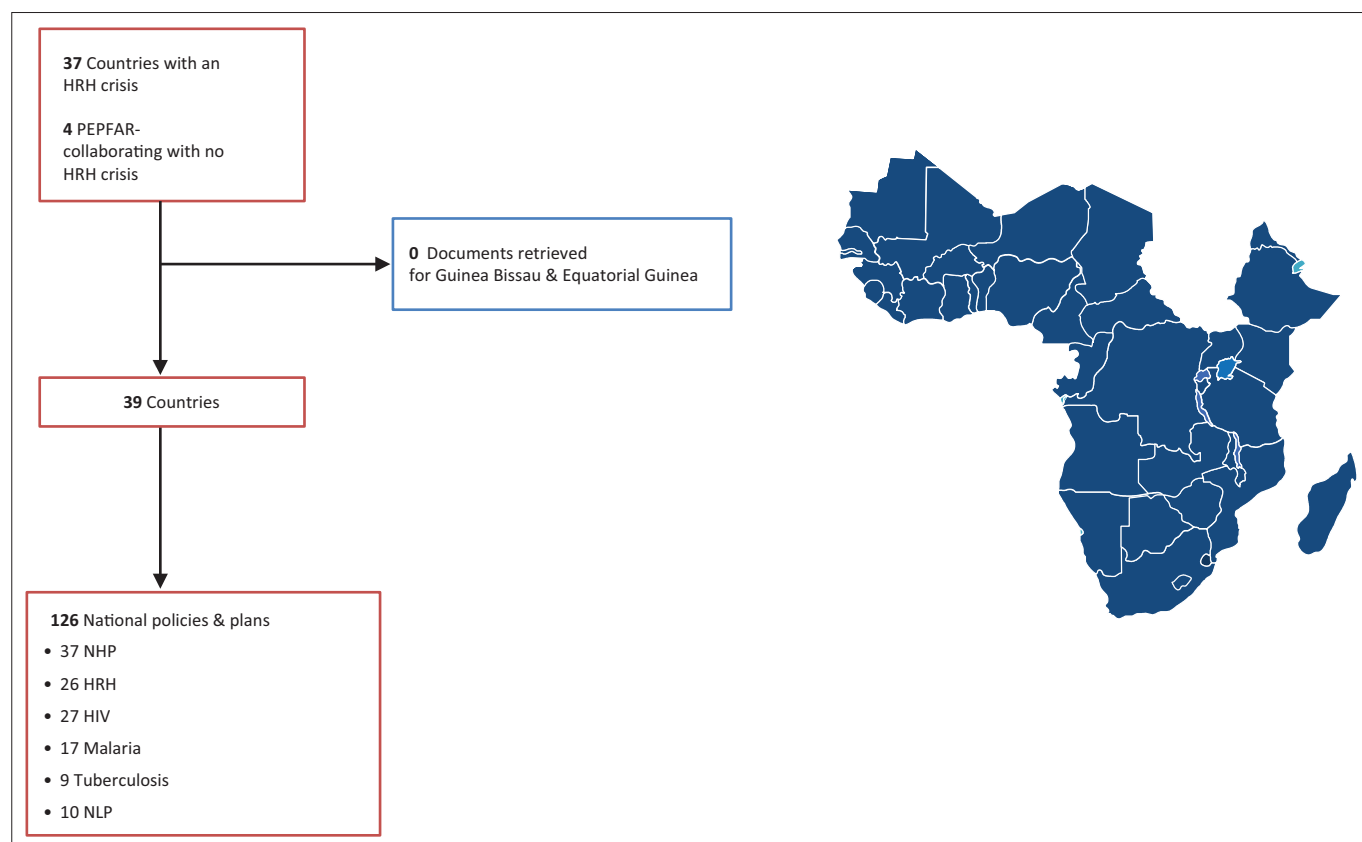 37 Countries with an
HRH crisis
4 PEPFAR-
collaborating with no
HRH crisis
0 Documents retrieved
for Guinea Bissau & Equatorial Guinea
39 Countries
126 National policies & plans
• 37 NHP
• 26 HRH
• 27 HIV
• 17 Malaria
• 9 Tuberculosis
• 10 NLP